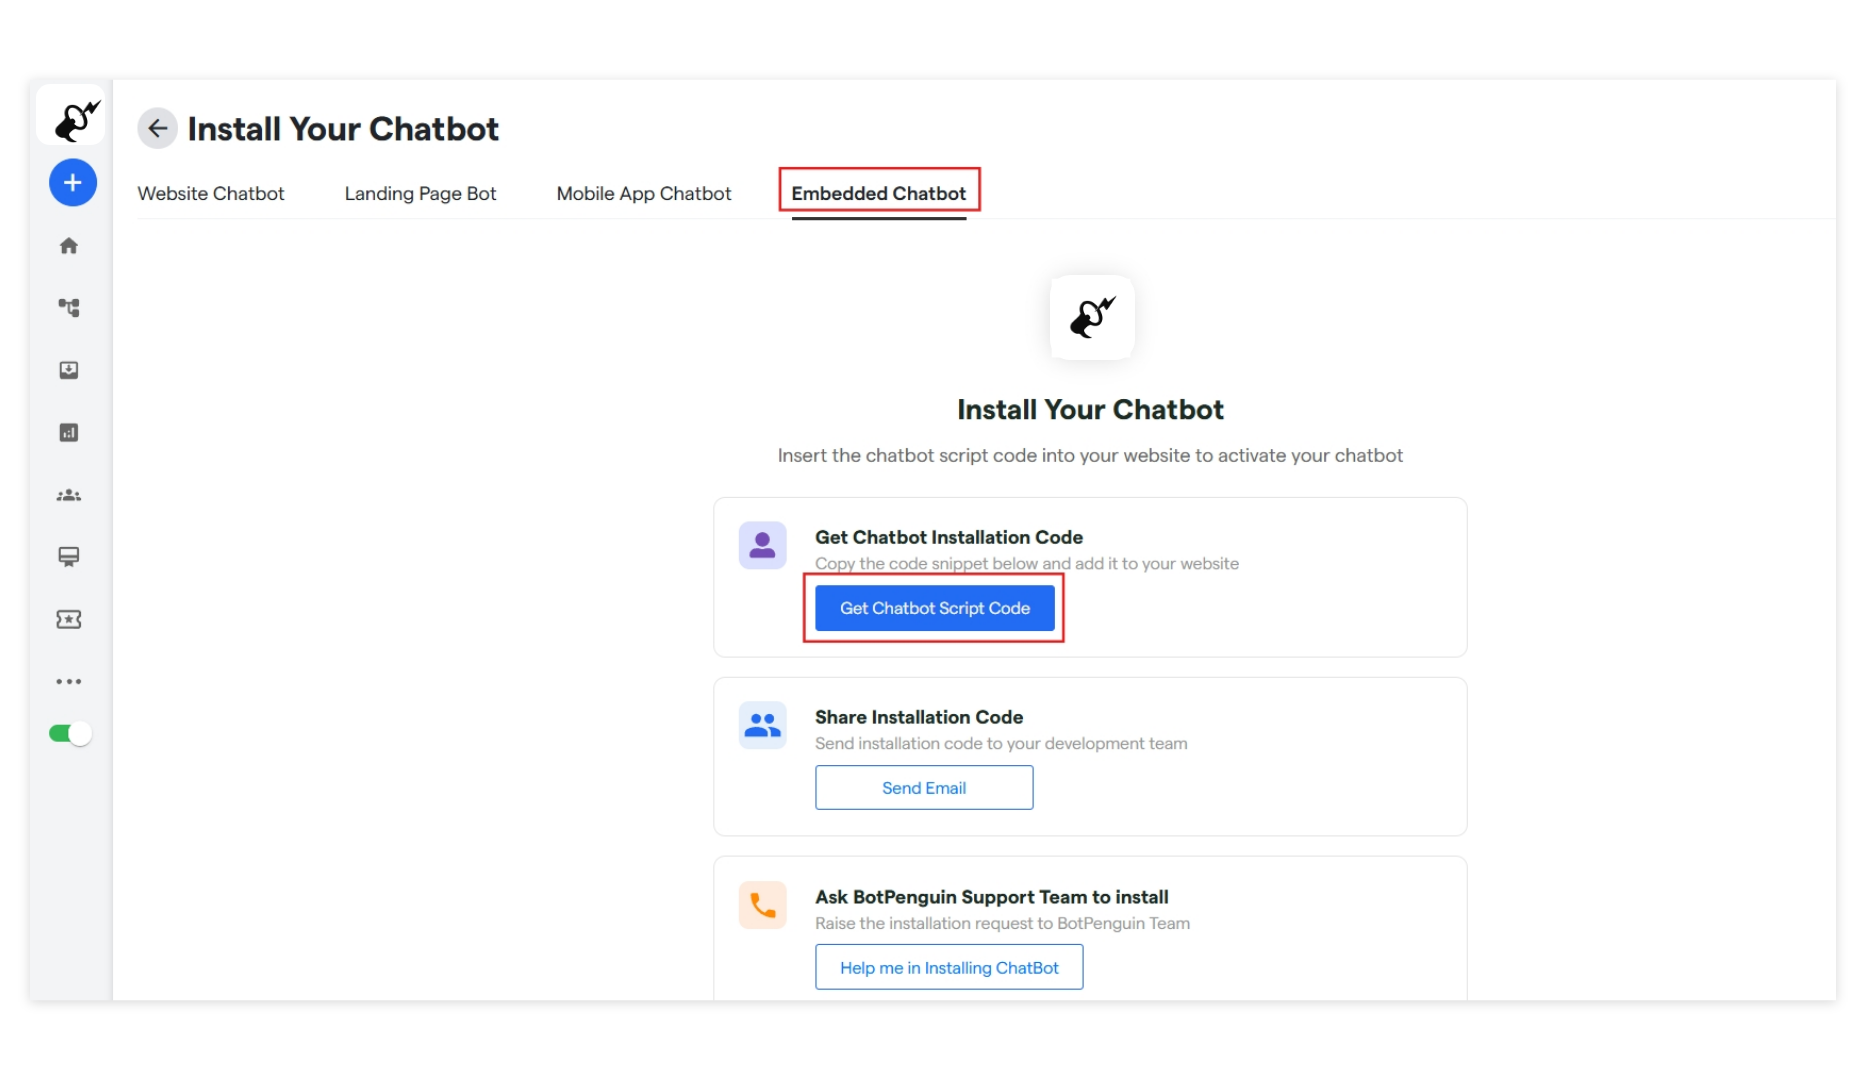 Install Your Chatbot
Website Chatbot
Landing Page Bot
Mobile App Chatbot
Embedded Chatbot
Install Your Chatbot
Insert the chatbot script code into your website to activate your chatbot
Get Chatbot Installation Code
Copy the code snippet below and add it to your website
Get Chatbot Script Code
Share Installation Code
Send installation code to your development team
Send Email
Ask BotPenguin Support Team to install
Raise the installation request to BotPenguin Team
Help me in Installing ChatBot